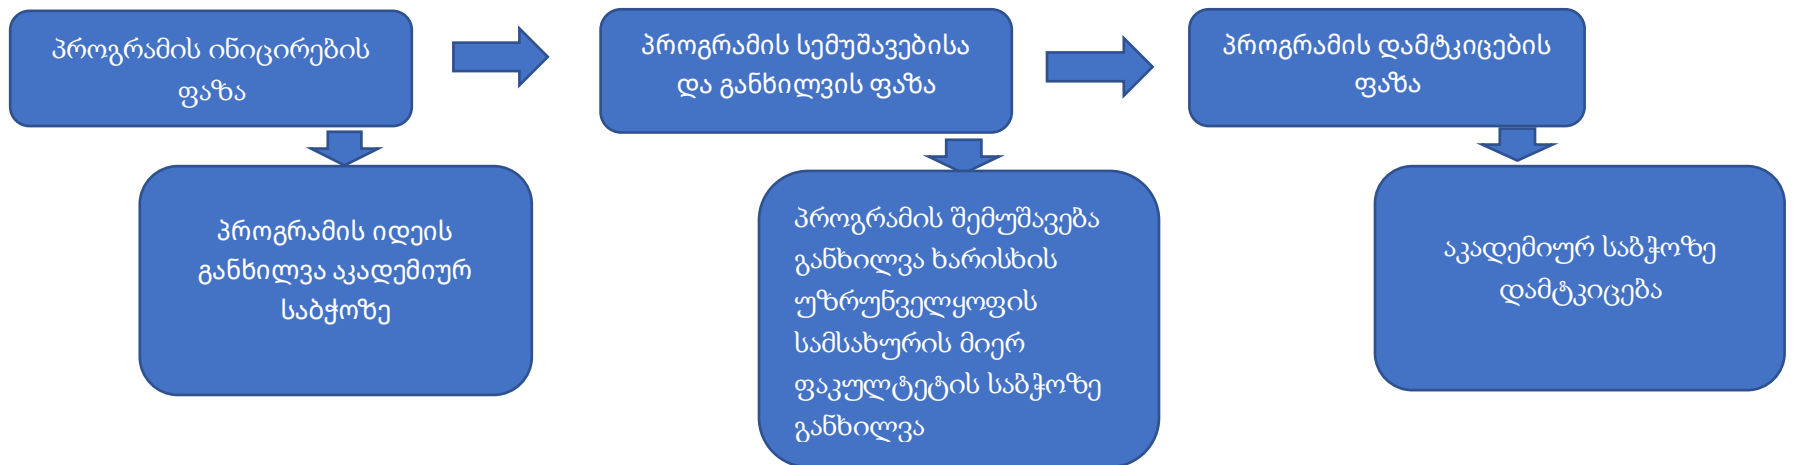 პროგრამის ინიცირების
ფაზა
პროგრამის სემუშავებისა
და განხილვის ფაზა
პროგრამის დამტკიცების
ფაზა
პროგრამის იდეის
განხილვა აკადემიურ
საბჭოზე
პროგრამის შემუშავება
განხილვა ხარისხის
უზრუნველყოფის
სამსახურის მიერ
ფაკულტეტის საბჭოზე
განხილვა
აკადემიურ საბჭოზე
დამტკიცება